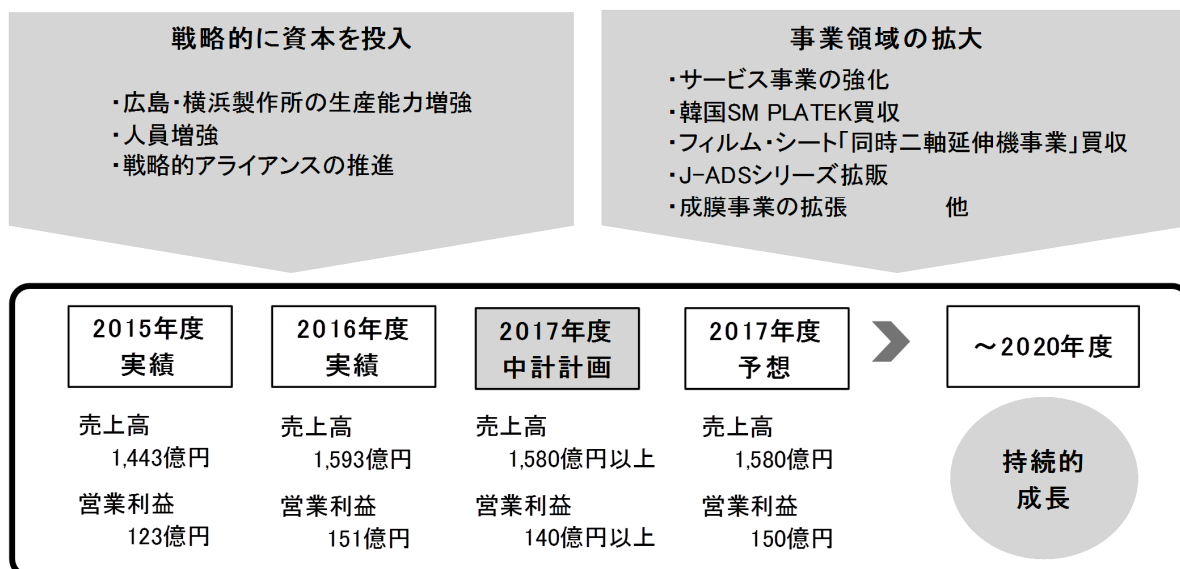 戦略的に資本を投入
・広島・横浜製作所の生産能力増強
・人員増強
・戦略的アライアンスの推進
事業領域の拡大
・サービス事業の強化
・韓国SM PLATEK買収
・フィルム・シート「同時二軸延伸機事業」買収
・J-ADSシリーズ拡販
・成膜事業の拡張　　　　他
2015年度
実績
売上高
1,443億円
営業利益
123億円
2016年度
実績
売上高
1,593億円
営業利益
151億円
2017年度
中計計画
売上高
1,580億円以上
営業利益
140億円以上
2017年度
予想
売上高
1,580億円
営業利益
150億円
～2020年度
持続的
成長